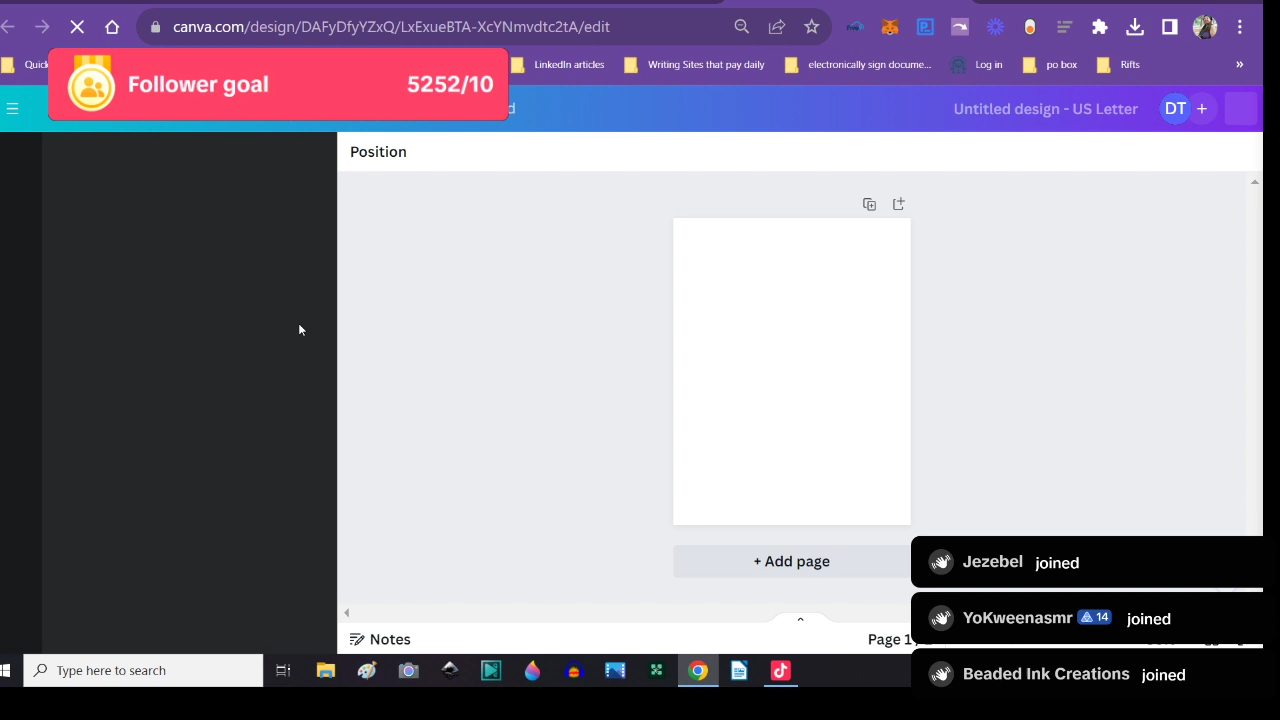 canva.com/design/DAFyDfyYZxQ/LxExueBTA-XcYNmvdtc2tA/edit
Quick
LinkedIn articles
Writing Sites that pay daily
electronically sign docume...
Log in
po box
Rifts
»
Follower goal
5252/10
d
Untitled design - US Letter
DT
+
Position
+ Add page
Jezebel joined
YoKweenasmr 14 joined
Notes
Page 1
Type here to search
Beaded Ink Creations joined